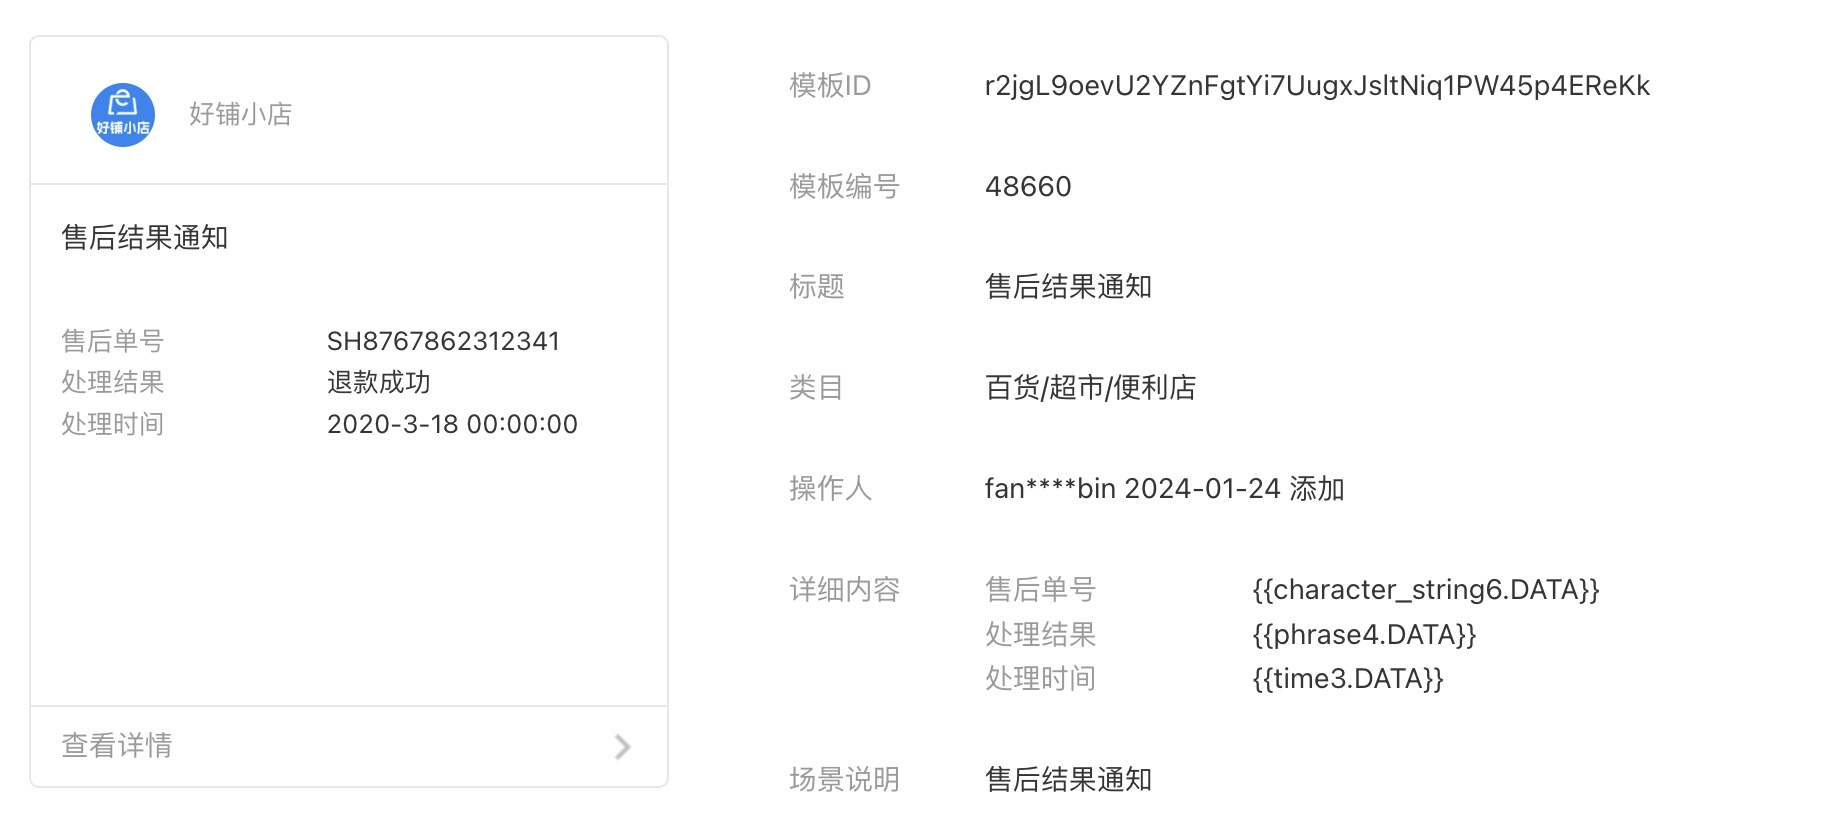 好铺小店
好铺小店
售后结果通知
售后单号 SH8767862312341
处理结果 退款成功
处理时间 2020-3-18 00:00:00
查看详情
模板ID r2jgL9oevU2YZnFgtYi7UugxJsltNiq1PW45p4EReKk
模板编号 48660
标题 售后结果通知
类目 百货/超市/便利店
操作人 fan****bin 2024-01-24 添加
详细内容 售后单号 {{character_string6.DATA}}
处理结果 {{phrase4.DATA}}
处理时间 {{time3.DATA}}
场景说明 售后结果通知